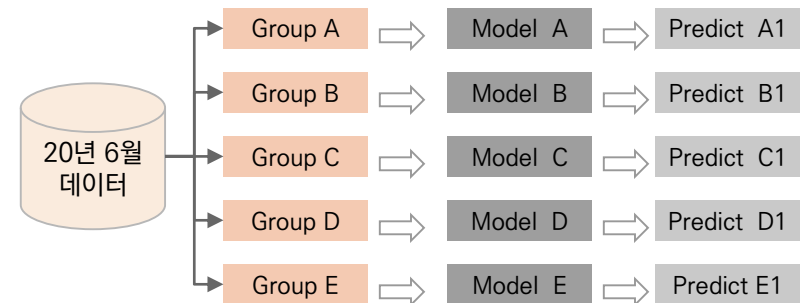 Group A
Model A
Predict A1
Group B
Model B
Predict B1
20년 6월
데이터
Group C
Model C
Predict C1
Group D
Model D
Predict D1
Group E
Model E
Predict E1